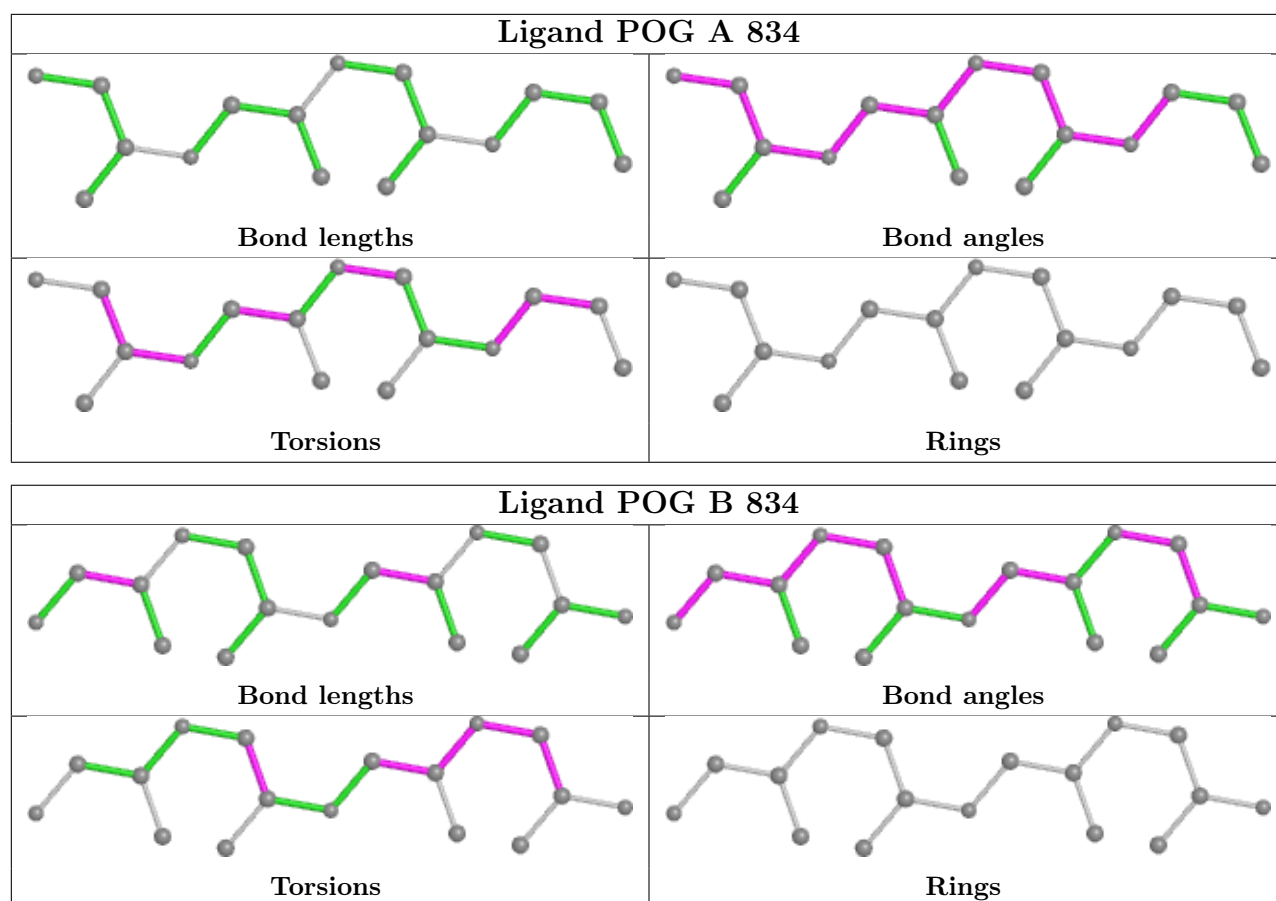 Ligand POG A 834
Bond lengths
Bond angles
Torsions
Rings
Ligand POG B 834
Bond lengths
Bond angles
Torsions
Rings